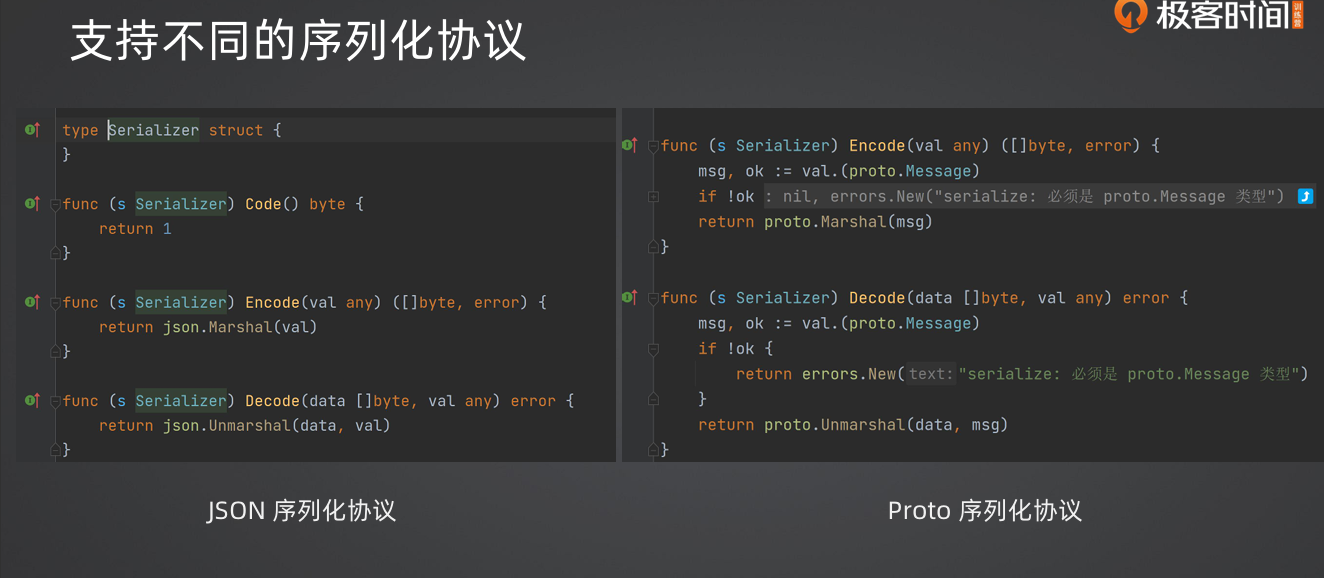 支持不同的序列化协议
极客时间
训练营
type Serializer struct {
}
func (s Serializer) Code() byte {
return 1
}
func (s Serializer) Encode(val any) ([]byte, error) {
return json.Marshal(val)
}
func (s Serializer) Decode(data []byte, val any) error {
return json.Unmarshal(data, val)
}
JSON 序列化协议
func (s Serializer) Encode(val any) ([]byte, error) {
msg, ok := val.(proto.Message)
if !ok : nil, errors.New("serialize: 必须是 proto.Message 类型")
return proto.Marshal(msg)
}
func (s Serializer) Decode(data []byte, val any) error {
msg, ok := val.(proto.Message)
if !ok {
return errors.New(text: "serialize: 必须是 proto.Message 类型")
}
return proto.Unmarshal(data, msg)
}
Proto 序列化协议